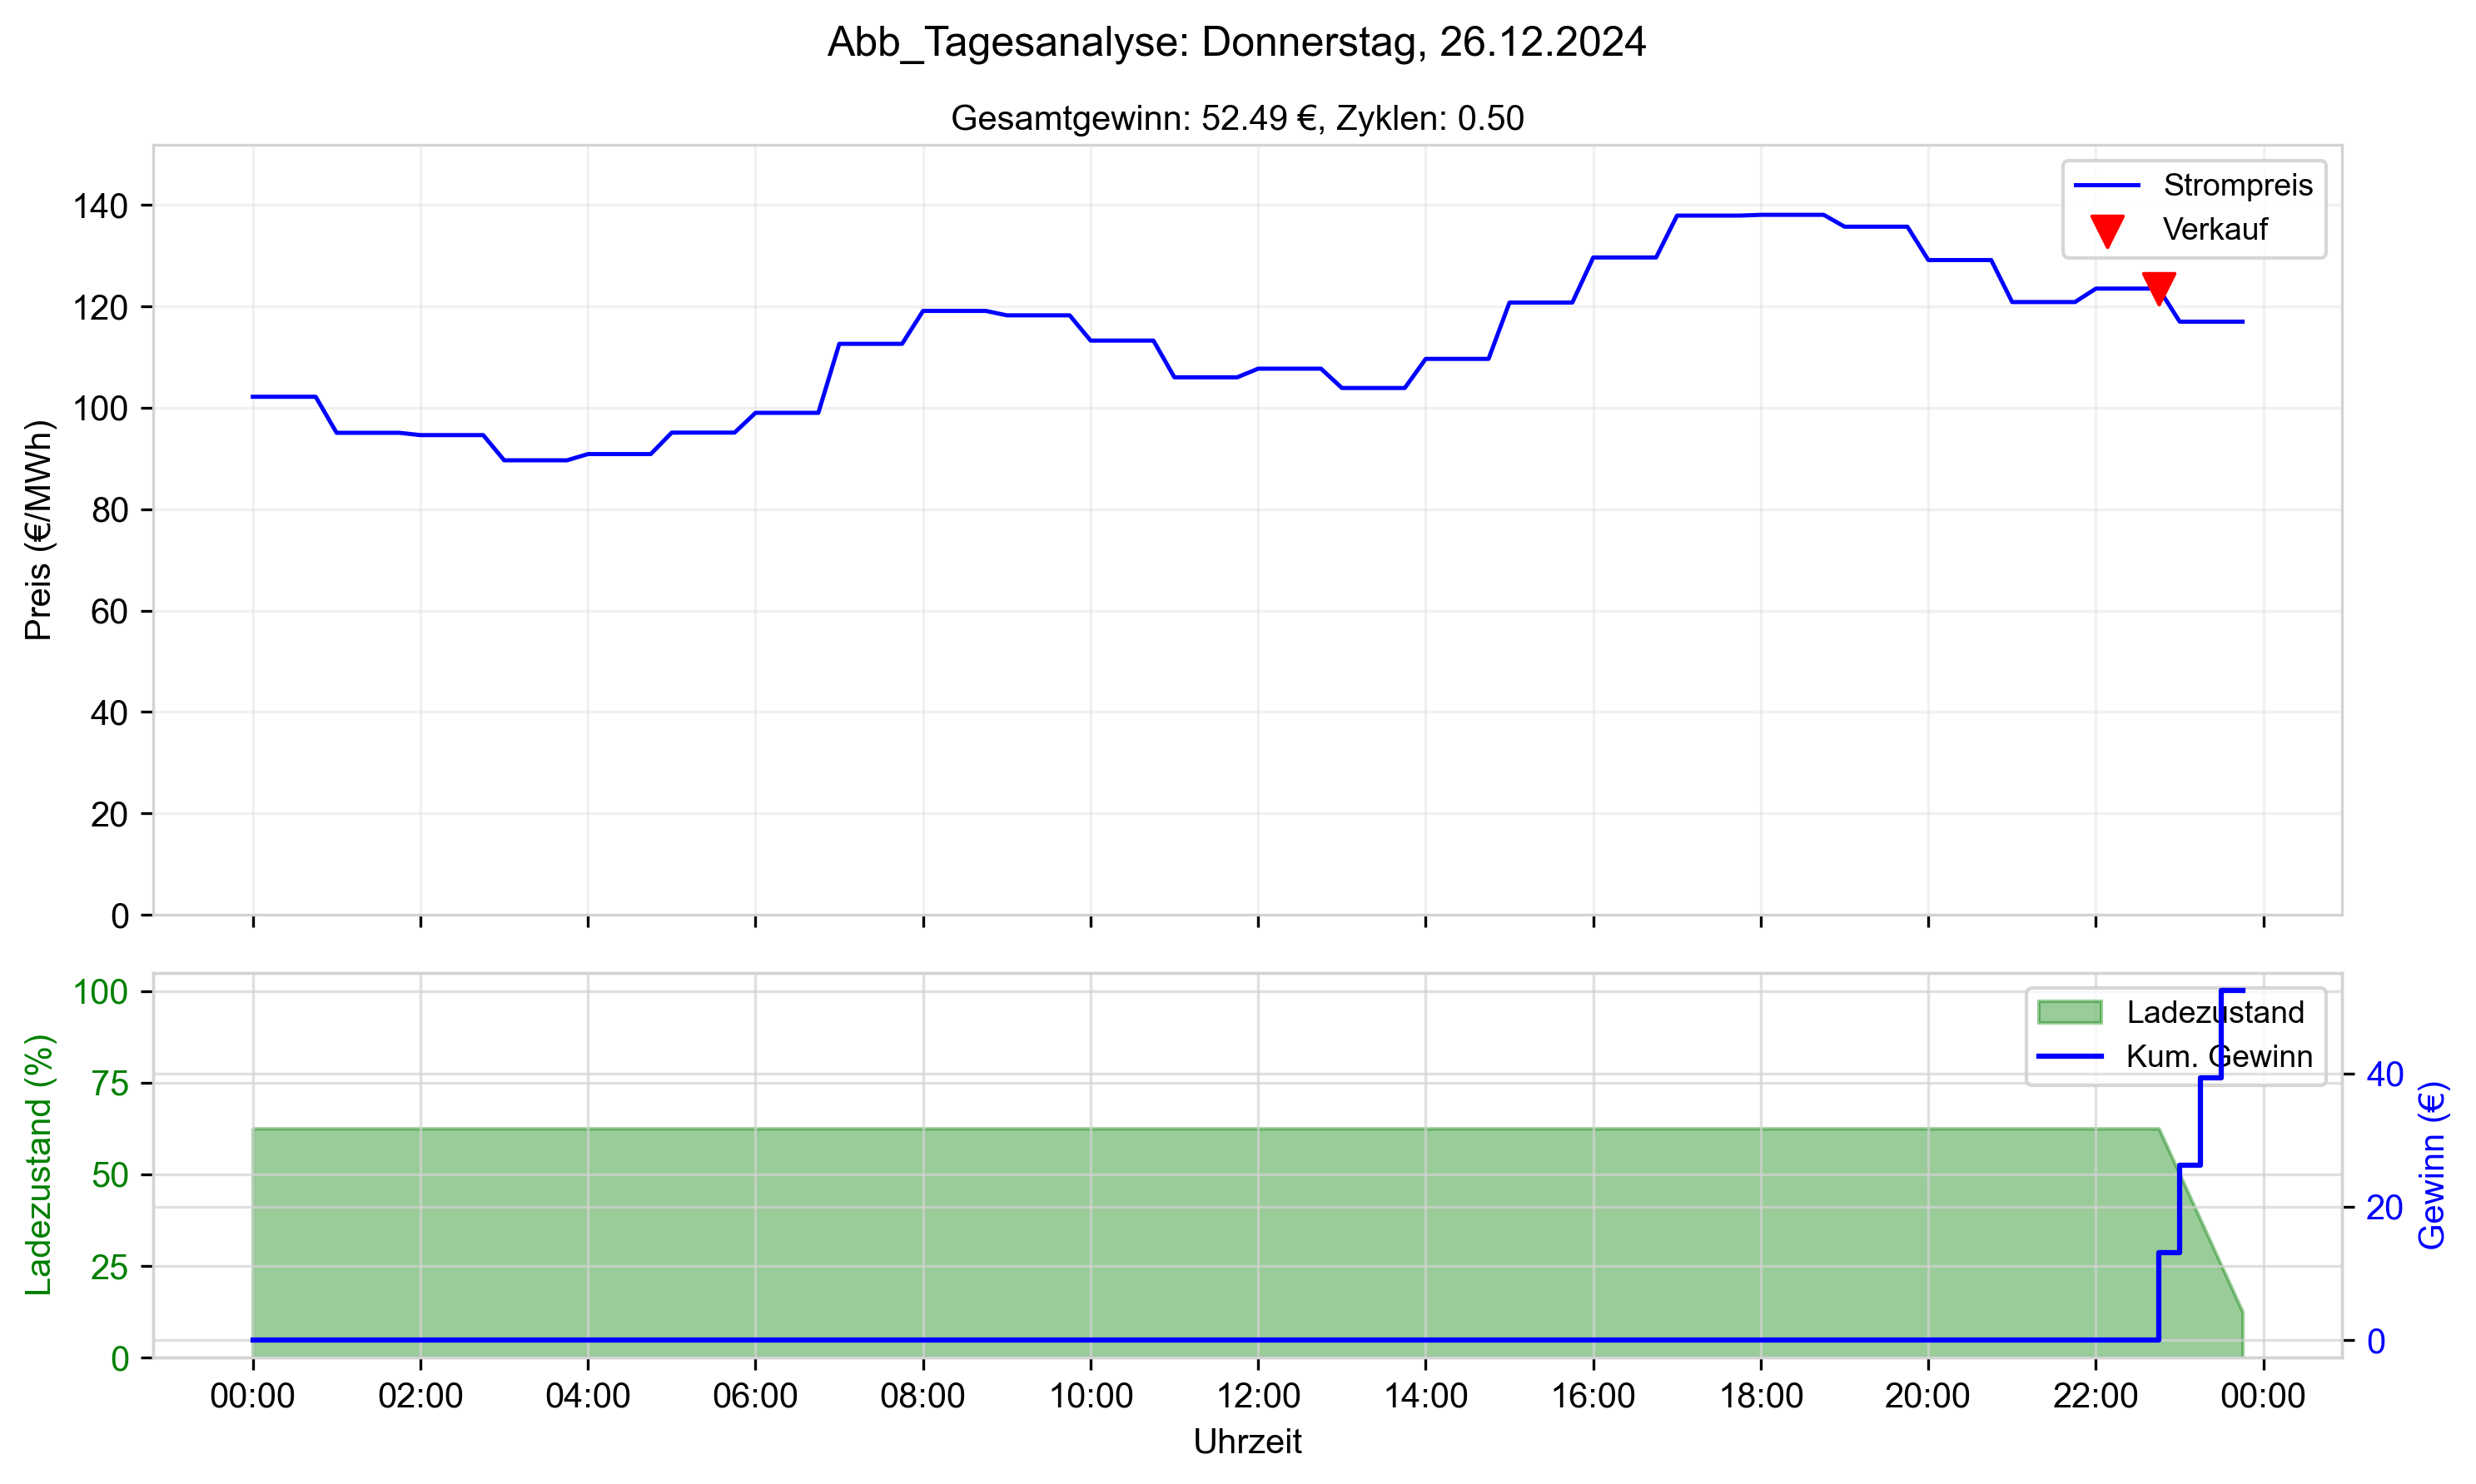 Abb_Tagesanalyse: Donnerstag, 26.12.2024
Gesamtgewinn: 52.49 €, Zyklen: 0.50
Preis (€/MWh)
140
120
100
80
60
40
20
0
Strompreis
Verkauf
Ladezustand (%)
100
75
50
25
0
Ladezustand
Kum. Gewinn
40
20
0
Gewinn (€)
00:00 02:00 04:00 06:00 08:00 10:00 12:00 14:00 16:00 18:00 20:00 22:00 00:00
Uhrzeit